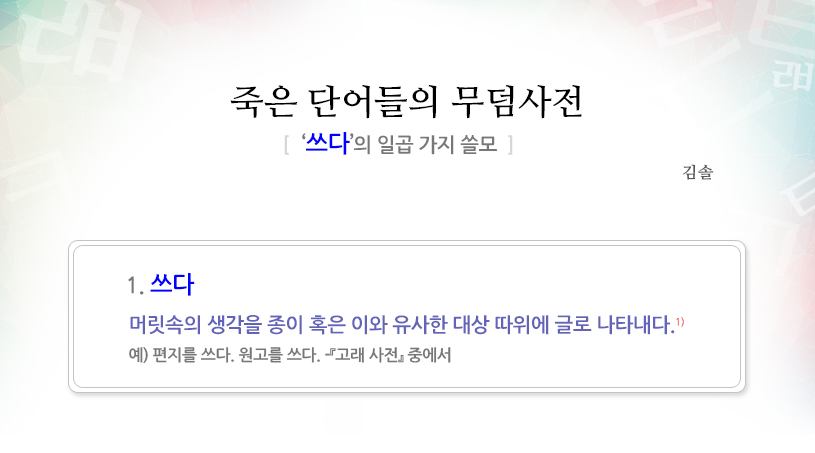 죽은 단어들의 무덤사전
[ ‘쓰다’의 일곱 가지 쓸모 ]
김솔
1. 쓰다
머릿속의 생각을 종이 혹은 이와 유사한 대상 따위에 글로 나타내다.1)
예) 편지를 쓰다. 원고를 쓰다. -『고래 사전』 중에서